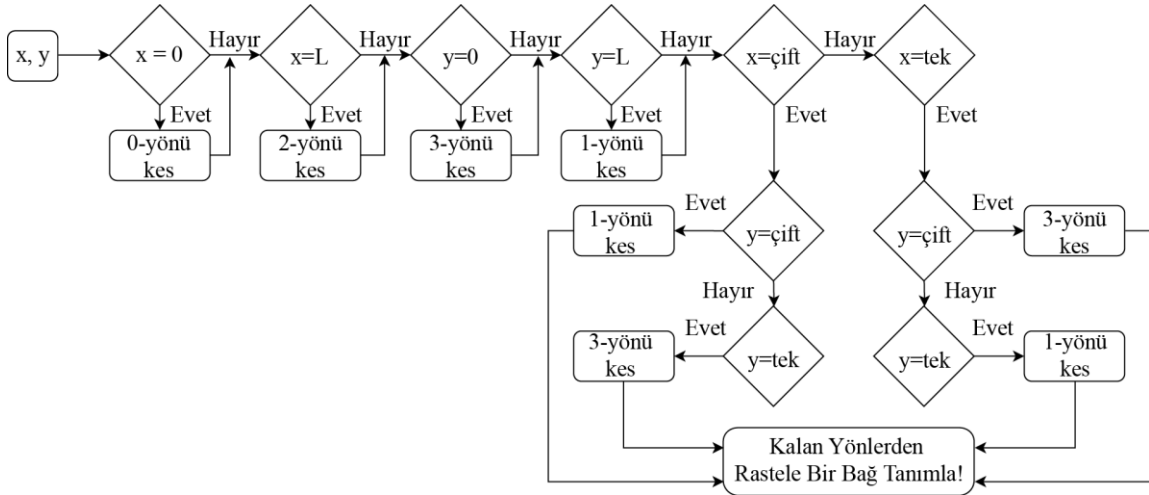 Hayır
Hayır
Hayır
Hayır
Hayır
x, y
x = 0
x=L
y=0
y=L
x=çift
x=tek
Evet
Evet
Evet
Evet
Evet
Evet
0-yönü
kes
2-yönü
kes
3-yönü
kes
1-yönü
kes
Evet
Evet
1-yönü
kes
y=çift
y=çift
3-yönü
kes
Hayır
Hayır
Evet
Evet
3-yönü
kes
y=tek
y=tek
1-yönü
kes
Kalan Yönlerden
Rastele Bir Bağ Tanımla!